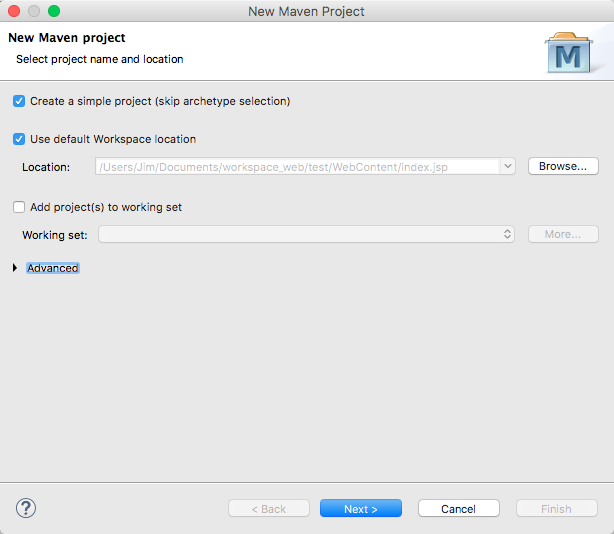 New Maven Project
New Maven project
Select project name and location
M
Create a simple project (skip archetype selection)
Use default Workspace location
Location: /Users/Jim/Documents/workspace_web/test/WebContent/index.jsp Browse...
Add project(s) to working set
Working set: More...
Advanced
? < Back Next > Cancel Finish